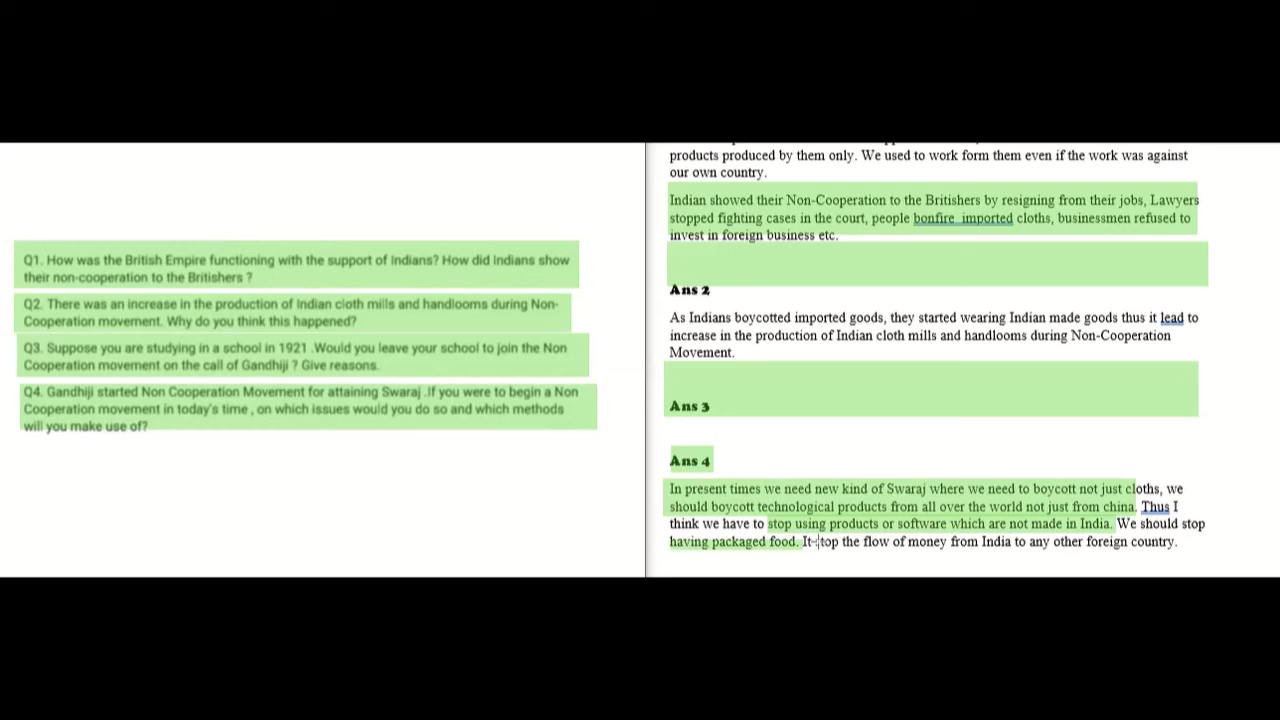 Q1. How was the British Empire functioning with the support of Indians? How did Indians show
their non-cooperation to the Britishers ?
Q2. There was an increase in the production of Indian cloth mills and handlooms during Non-
Cooperation movement. Why do you think this happened?
Q3. Suppose you are studying in a school in 1921 .Would you leave your school to join the Non
Cooperation movement on the call of Gandhiji ? Give reasons.
Q4. Gandhiji started Non Cooperation Movement for attaining Swaraj .If you were to begin a Non
Cooperation movement in today's time , on which issues would you do so and which methods
will you make use of?
products produced by them only. We used to work form them even if the work was against
our own country.
Indian showed their Non-Cooperation to the Britishers by resigning from their jobs, Lawyers
stopped fighting cases in the court, people bonfire imported cloths, businessmen refused to
invest in foreign business etc.
Ans 2
As Indians boycotted imported goods, they started wearing Indian made goods thus it lead to
increase in the production of Indian cloth mills and handlooms during Non-Cooperation
Movement.
Ans 3
Ans 4
In present times we need new kind of Swaraj where we need to boycott not just cloths, we
should boycott technological products from all over the world not just from china. Thus I
think we have to stop using products or software which are not made in India. We should stop
having packaged food. It top the flow of money from India to any other foreign country.